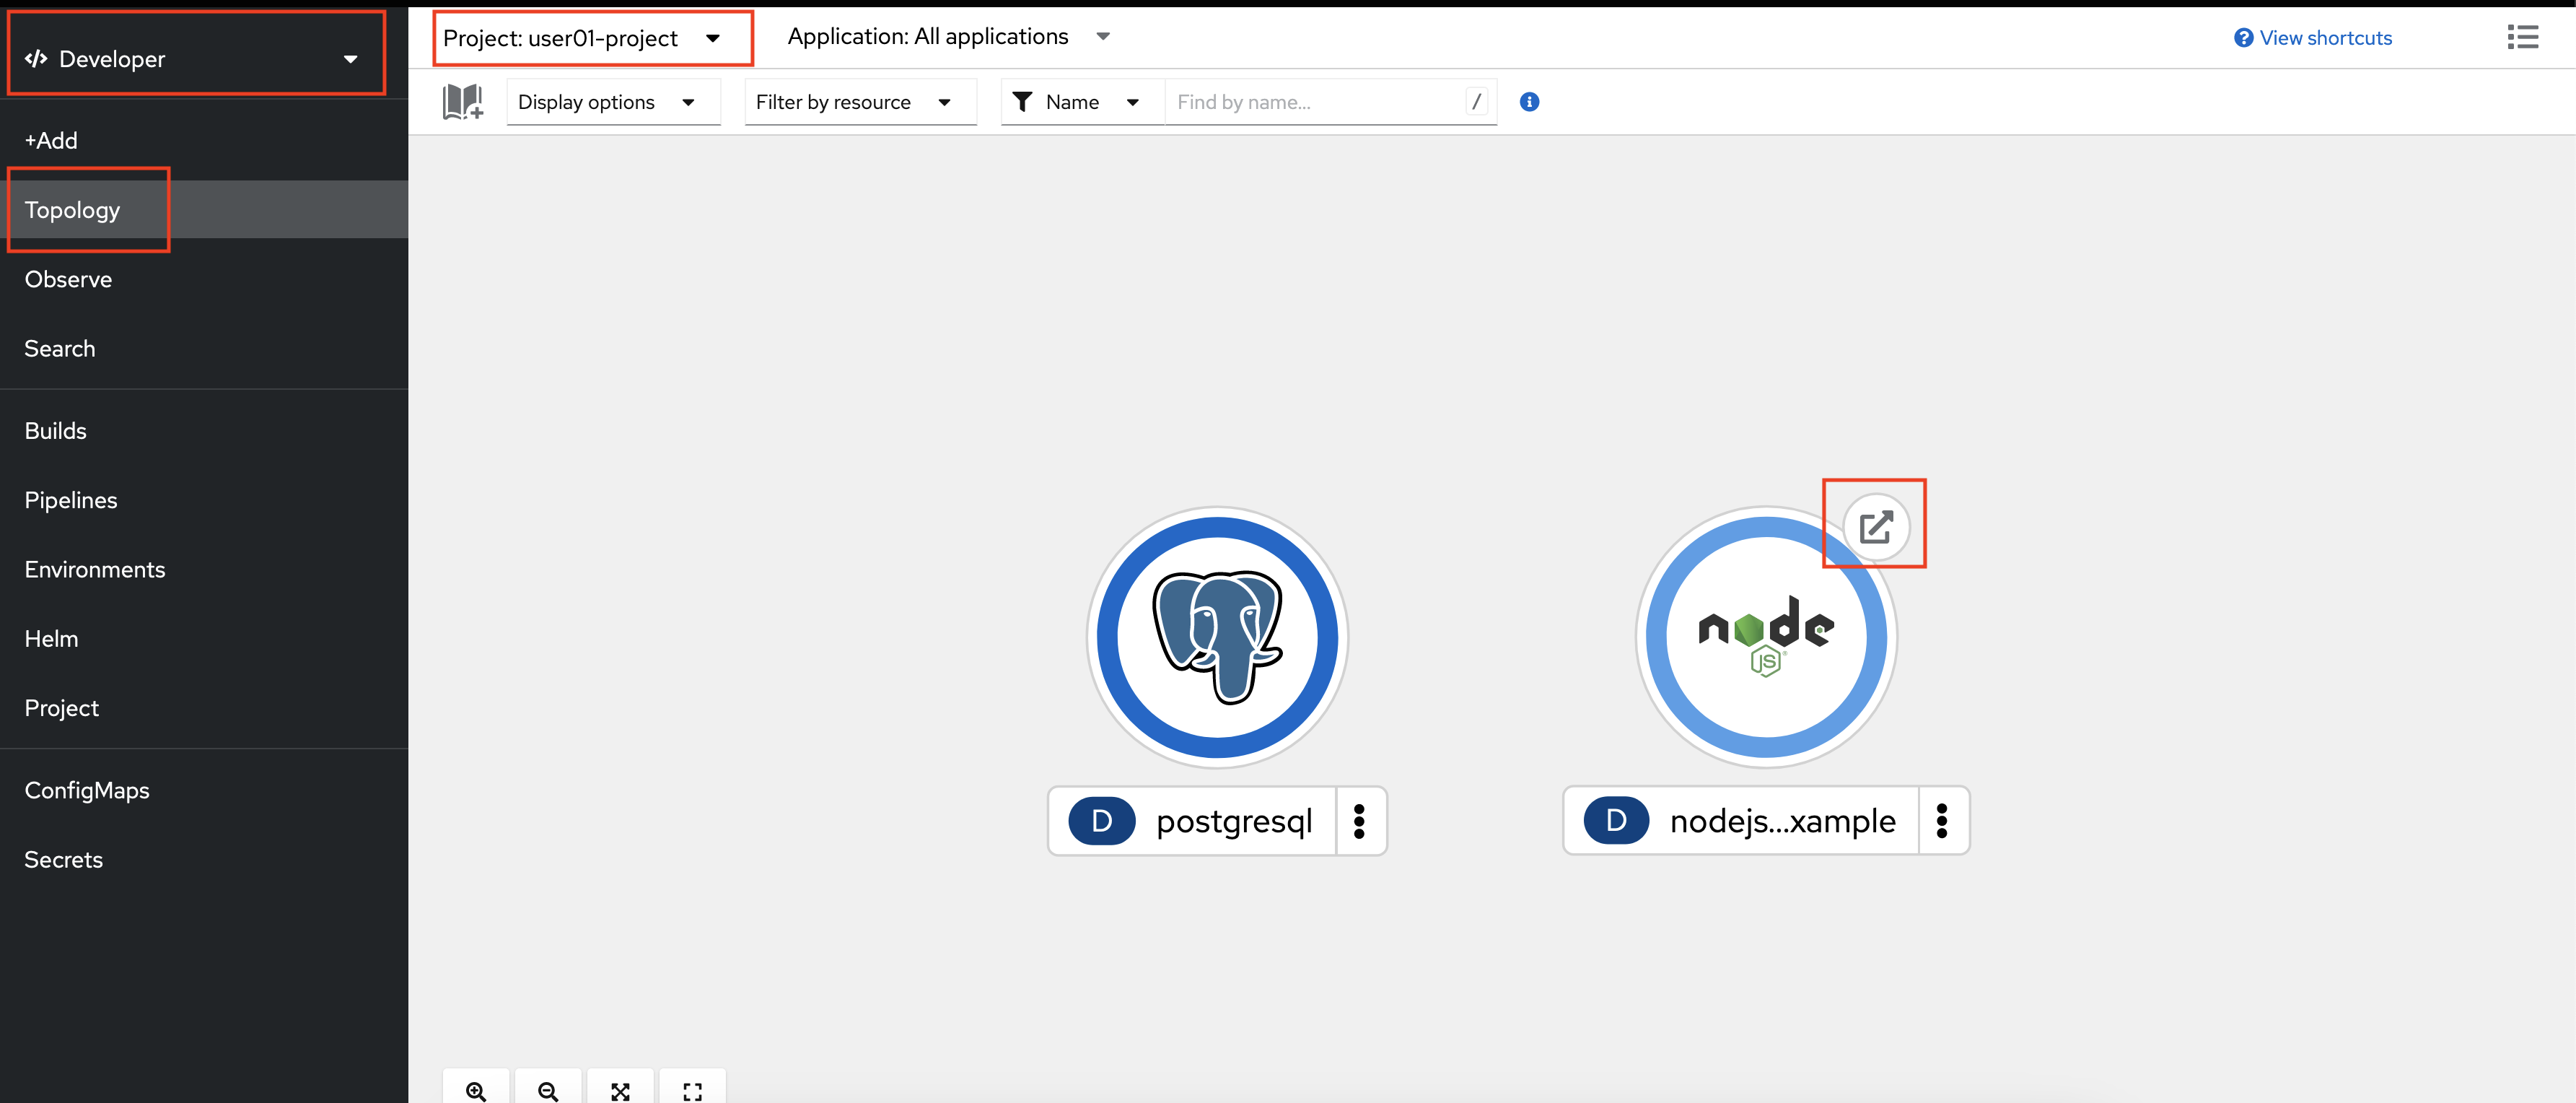 Developer
+Add
Topology
Observe
Search
Builds
Pipelines
Environments
Helm
Project
ConfigMaps
Secrets
Project: user01-project
Application: All applications
View shortcuts
Display options
Filter by resource
Name
Find by name...
/
node
JS
D postgresql
D nodejs...xample